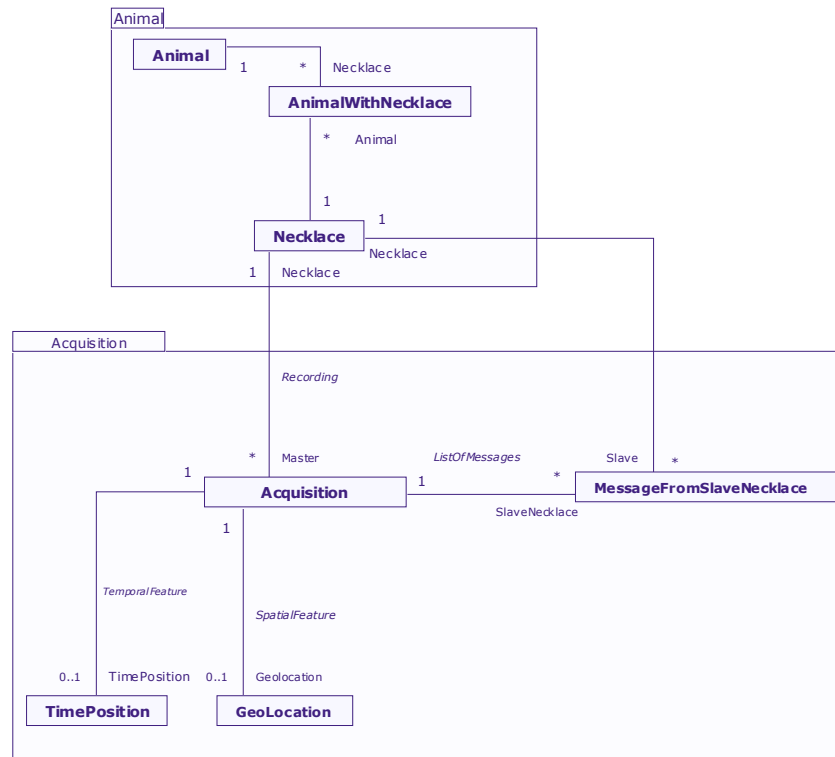 Animal
Animal
1 * Necklace
AnimalWithNecklace
* Animal
1
1
Necklace
Necklace
1 Necklace
Acquisition
Recording
* Master
ListOfMessages
Slave
*
1
Acquisition
1
*
MessageFromSlaveNecklace
SlaveNecklace
1
TemporalFeature
SpatialFeature
0..1 TimePosition
0..1 Geolocation
TimePosition
GeoLocation